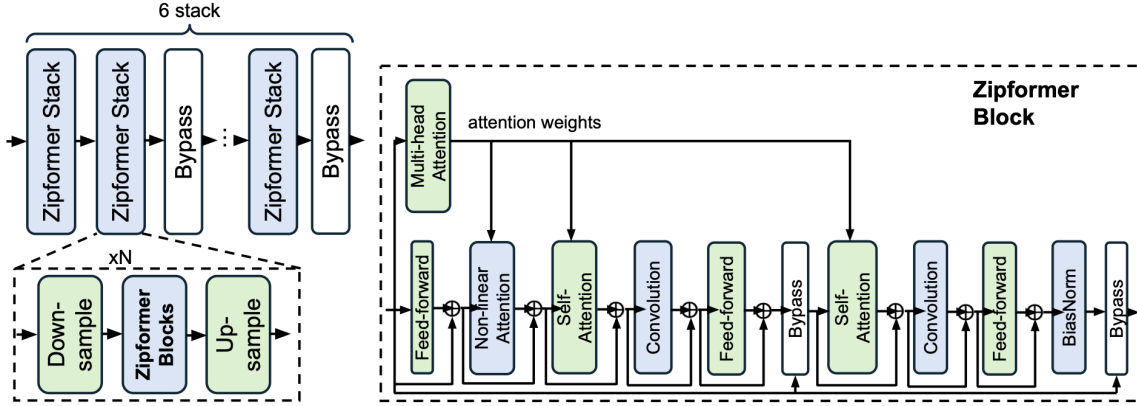 6 stack
Zipformer Stack
Zipformer Stack
Bypass
...
Zipformer Stack
Bypass
xN
Down-
sample
Zipformer
Blocks
Up-
sample
Zipformer
Block
Multi-head
Attention
attention weights
Feed-forward
Non-linear
Attention
Self-
Attention
Convolution
Feed-forward
Bypass
Self-
Attention
Convolution
Feed-forward
BiasNorm
Bypass